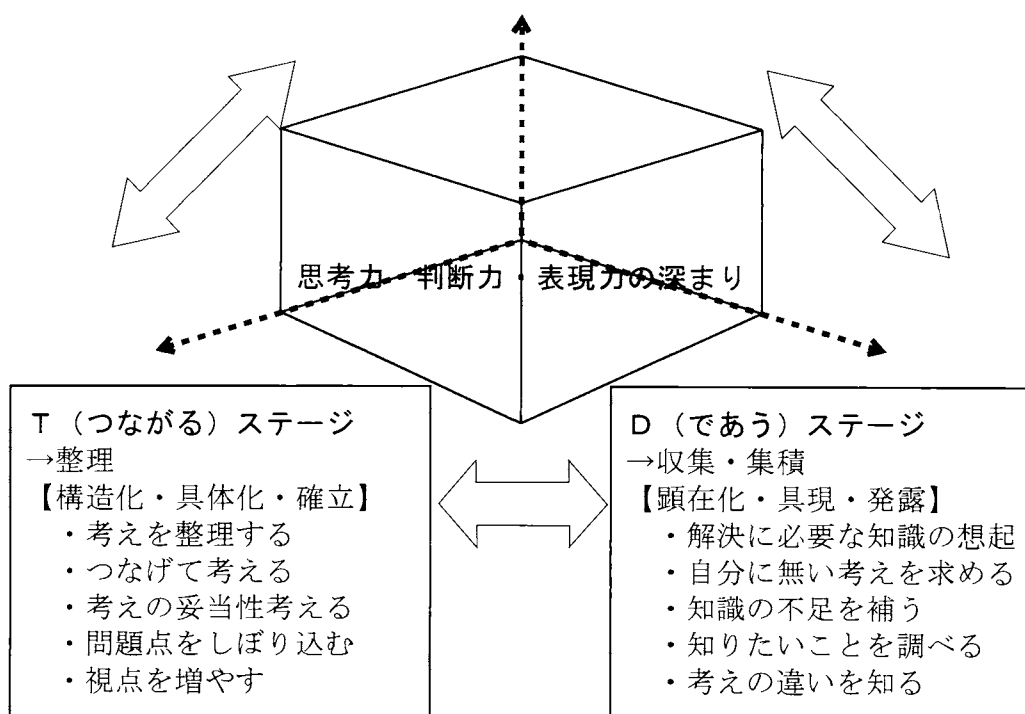 思考力・判断力・表現力の深まり
T（つながる）ステージ
→整理
【構造化・具体化・確立】
・考えを整理する
・つなげて考える
・考えの妥当性考える
・問題点をしぼり込む
・視点を増やす
D（であう）ステージ
→収集・集積
【顕在化・具現・発露】
・解決に必要な知識の想起
・自分に無い考えを求める
・知識の不足を補う
・知りたいことを調べる
・考えの違いを知る